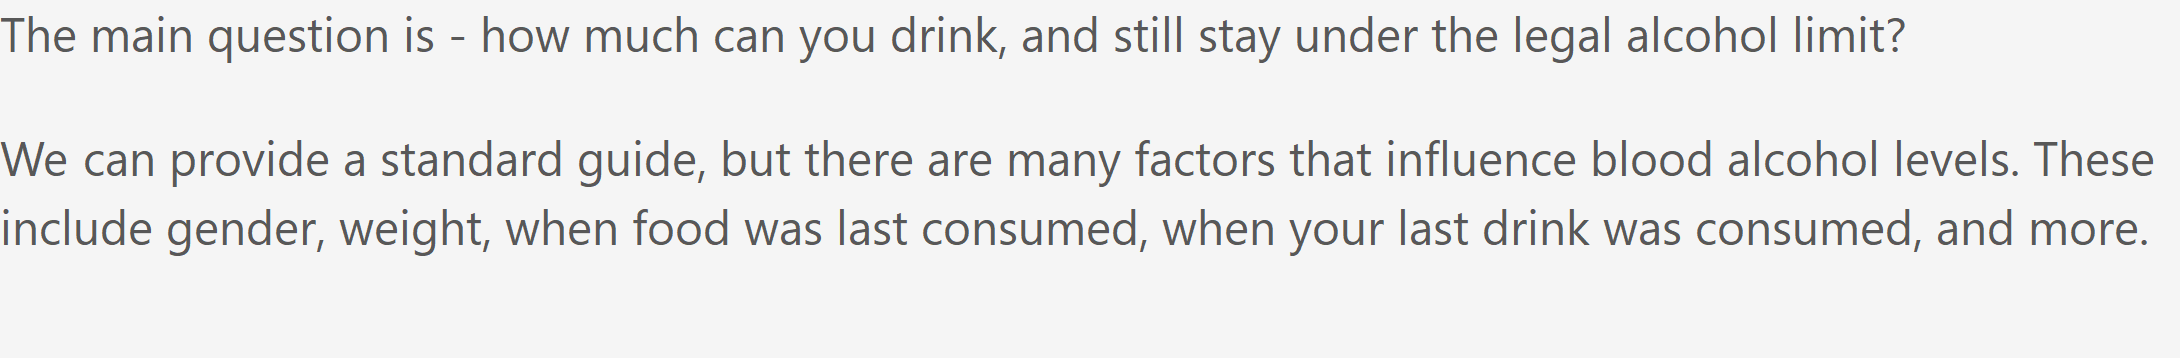 The main question is - how much can you drink, and still stay under the legal alcohol limit?
We can provide a standard guide, but there are many factors that influence blood alcohol levels. These
include gender, weight, when food was last consumed, when your last drink was consumed, and more.